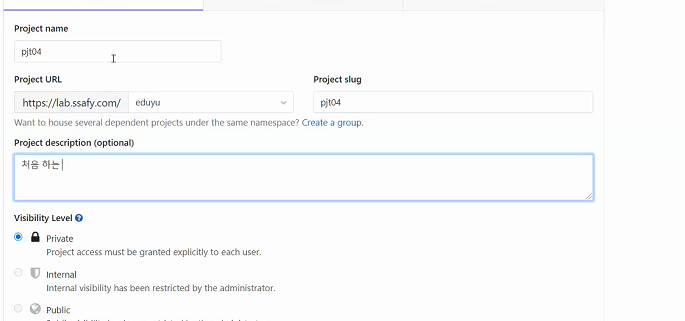 Project name
pjt04
Project URL
Project slug
https://lab.ssafy.com/ eduyu
pjt04
Want to house several dependent projects under the same namespace? Create a group.
Project description (optional)
처음 하는
Visibility Level
Private
Project access must be granted explicitly to each user.
Internal
Internal visibility has been restricted by the administrator.
Public